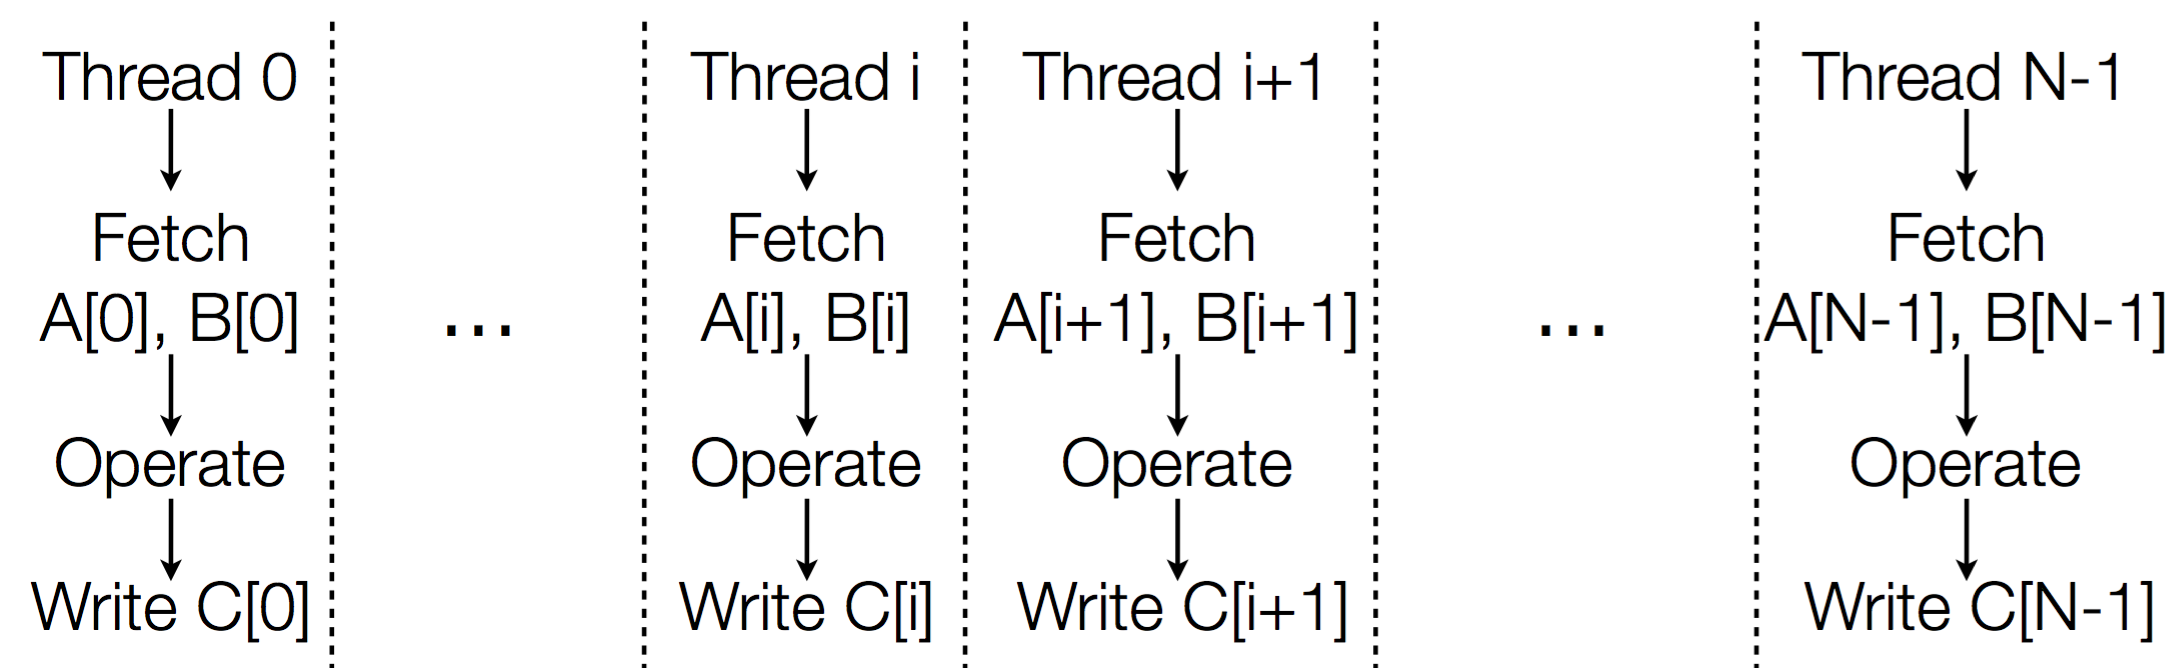 Thread 0
Fetch
A[0], B[0]
Operate
Write C[0]
...
Thread i
Fetch
A[i], B[i]
Operate
Write C[i]
Thread i+1
Fetch
A[i+1], B[i+1]
Operate
Write C[i+1]
...
Thread N-1
Fetch
A[N-1], B[N-1]
Operate
Write C[N-1]